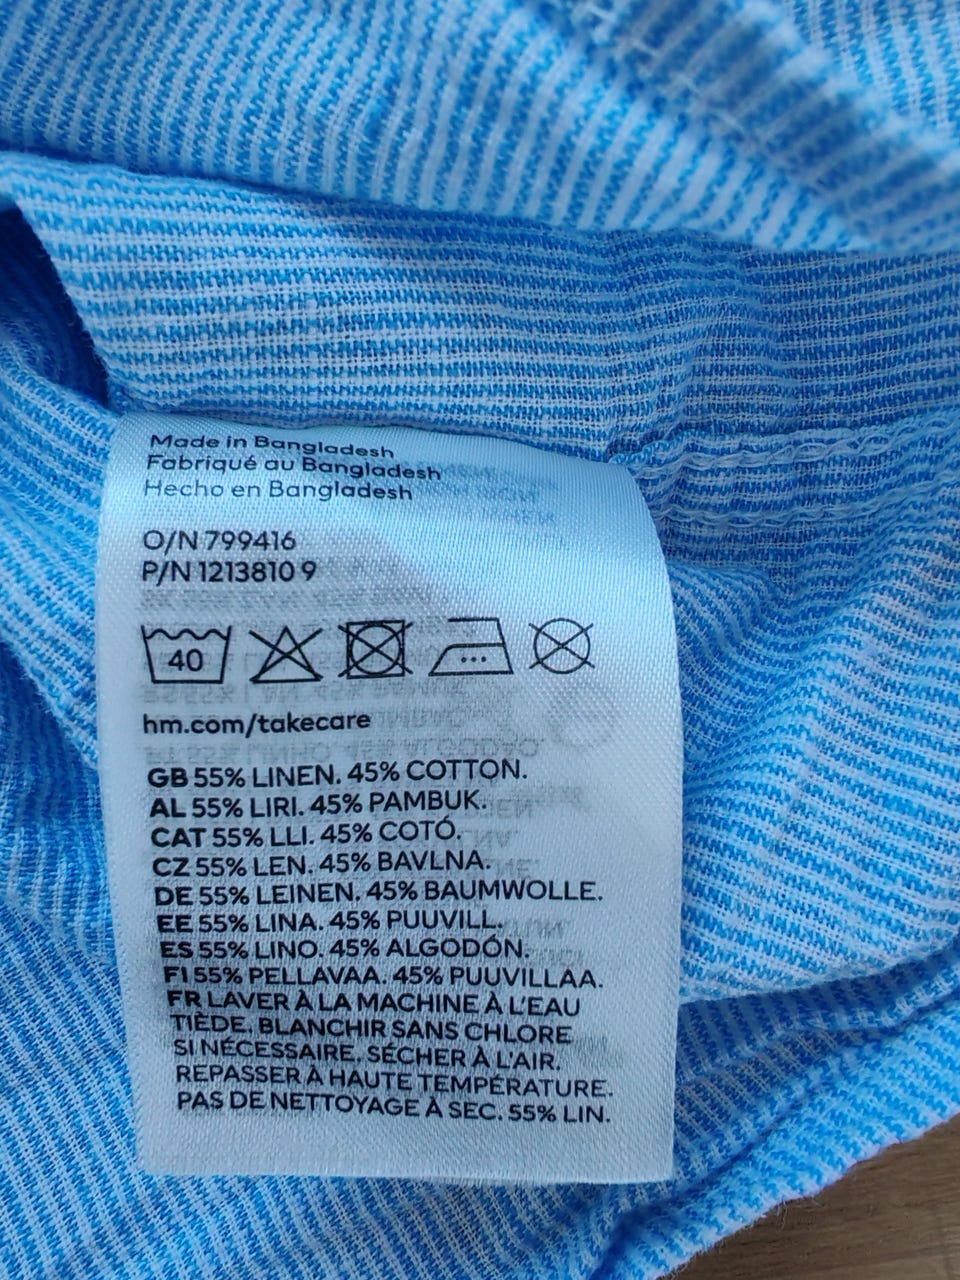 Made in Bangladesh
Fabriqué au Bangladesh
Hecho en Bangladesh
O/N 799416
P/N 1213810 9
40
hm.com/takecare
GB 55% LINEN. 45% COTTON.
AL 55% LIRI. 45% PAMBUK.
CAT 55% LLI. 45% COTÓ.
CZ 55% LEN. 45% BAVLNA.
DE 55% LEINEN. 45% BAUMWOLLE.
EE 55% LINA. 45% PUUVILL.
ES 55% LINO. 45% ALGODÓN.
FI 55% PELLAVAA. 45% PUUVILLAA.
FR LAVER À LA MACHINE À L'EAU
TIÈDE. BLANCHIR SANS CHLORE
SI NÉCESSAIRE. SÉCHER À L'AIR.
REPASSER À HAUTE TEMPÉRATURE.
PAS DE NETTOYAGE À SEC. 55% LIN.